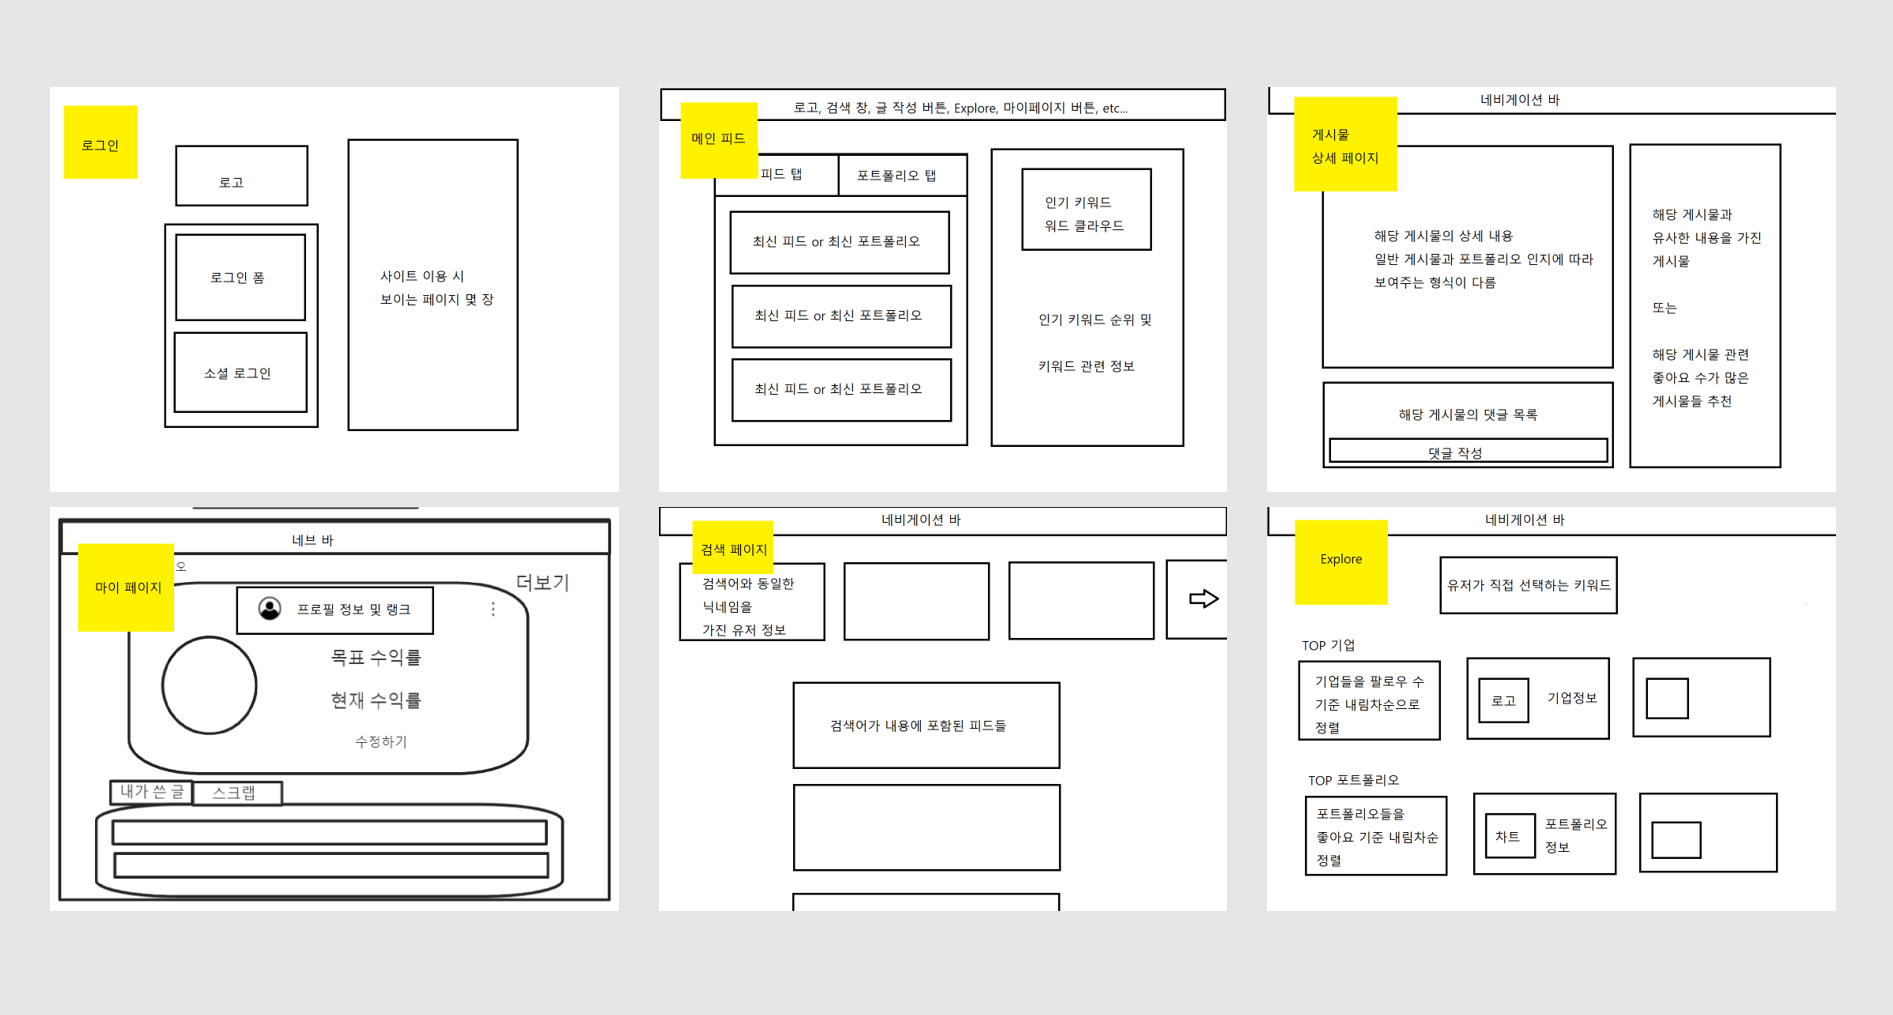 로그인
로고
로그인 폼
소셜 로그인
사이트 이용 시
보이는 페이지 몇 장
로고, 검색 창, 글 작성 버튼, Explore, 마이페이지 버튼, etc...
메인 피드
피드 탭
포트폴리오 탭
최신 피드 or 최신 포트폴리오
최신 피드 or 최신 포트폴리오
최신 피드 or 최신 포트폴리오
인기 키워드
워드 클라우드
인기 키워드 순위 및
키워드 관련 정보
네비게이션 바
게시물
상세 페이지
해당 게시물의 상세 내용
일반 게시물과 포트폴리오 인지에 따라
보여주는 형식이 다름
해당 게시물의 댓글 목록
댓글 작성
해당 게시물과
유사한 내용을 가진
게시물
또는
해당 게시물 관련
좋아요 수가 많은
게시물들 추천
네브 바
마이 페이지
오
더보기
프로필 정보 및 랭크
목표 수익률
현재 수익률
수정하기
내가 쓴 글
스크랩
네비게이션 바
검색 페이지
검색어와 동일한
닉네임을
가진 유저 정보
검색어가 내용에 포함된 피드들
네비게이션 바
Explore
유저가 직접 선택하는 키워드
TOP 기업
기업들을 팔로우 수
기준 내림차순으로
정렬
로고
기업정보
TOP 포트폴리오
포트폴리오들을
좋아요 기준 내림차순
정렬
차트
포트폴리오
정보